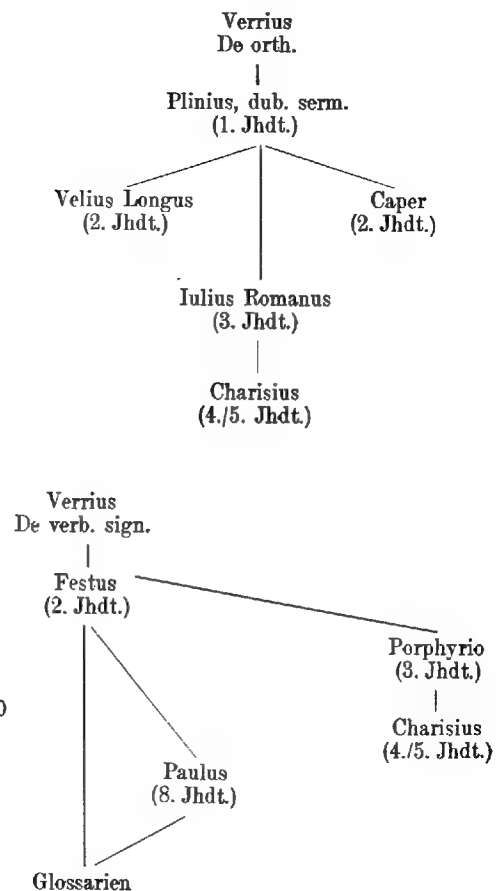 Verrius
De orth.
Plinius, dub. serm.
(1. Jhdt.)
Velius Longus
(2. Jhdt.)
Caper
(2. Jhdt.)
Iulius Romanus
(3. Jhdt.)
Charisius
(4./5. Jhdt.)
Verrius
De verb. sign.
Festus
(2. Jhdt.)
Porphyrio
(3. Jhdt.)
Charisius
(4./5. Jhdt.)
Paulus
(8. Jhdt.)
Glossarien